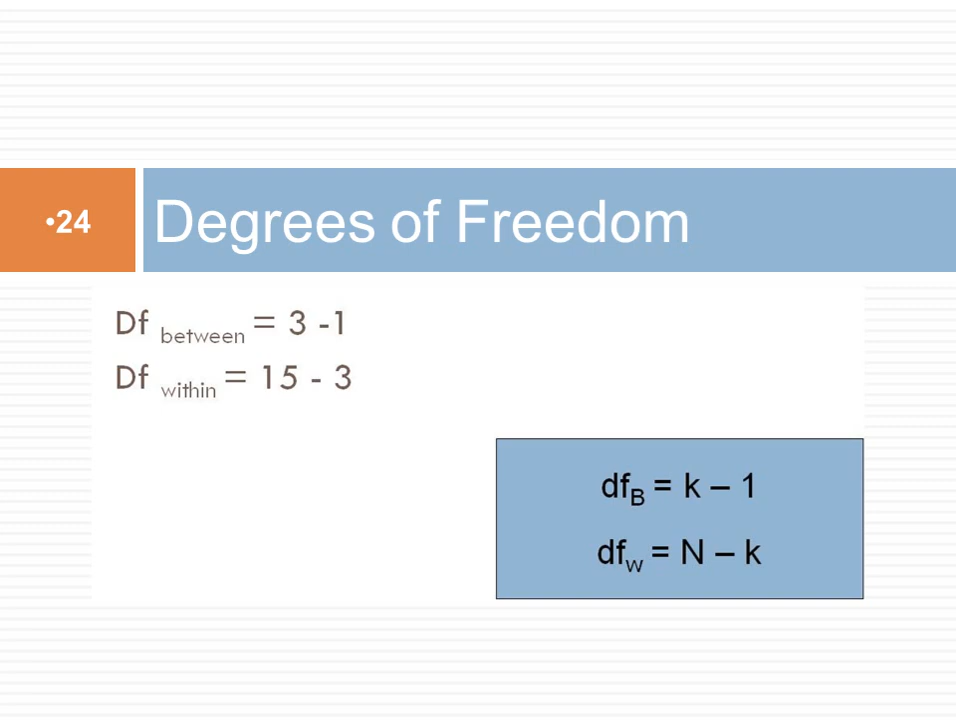 •24
Degrees of Freedom
Df between = 3 -1
Df within = 15 - 3
dfB = k – 1
dfw = N – k